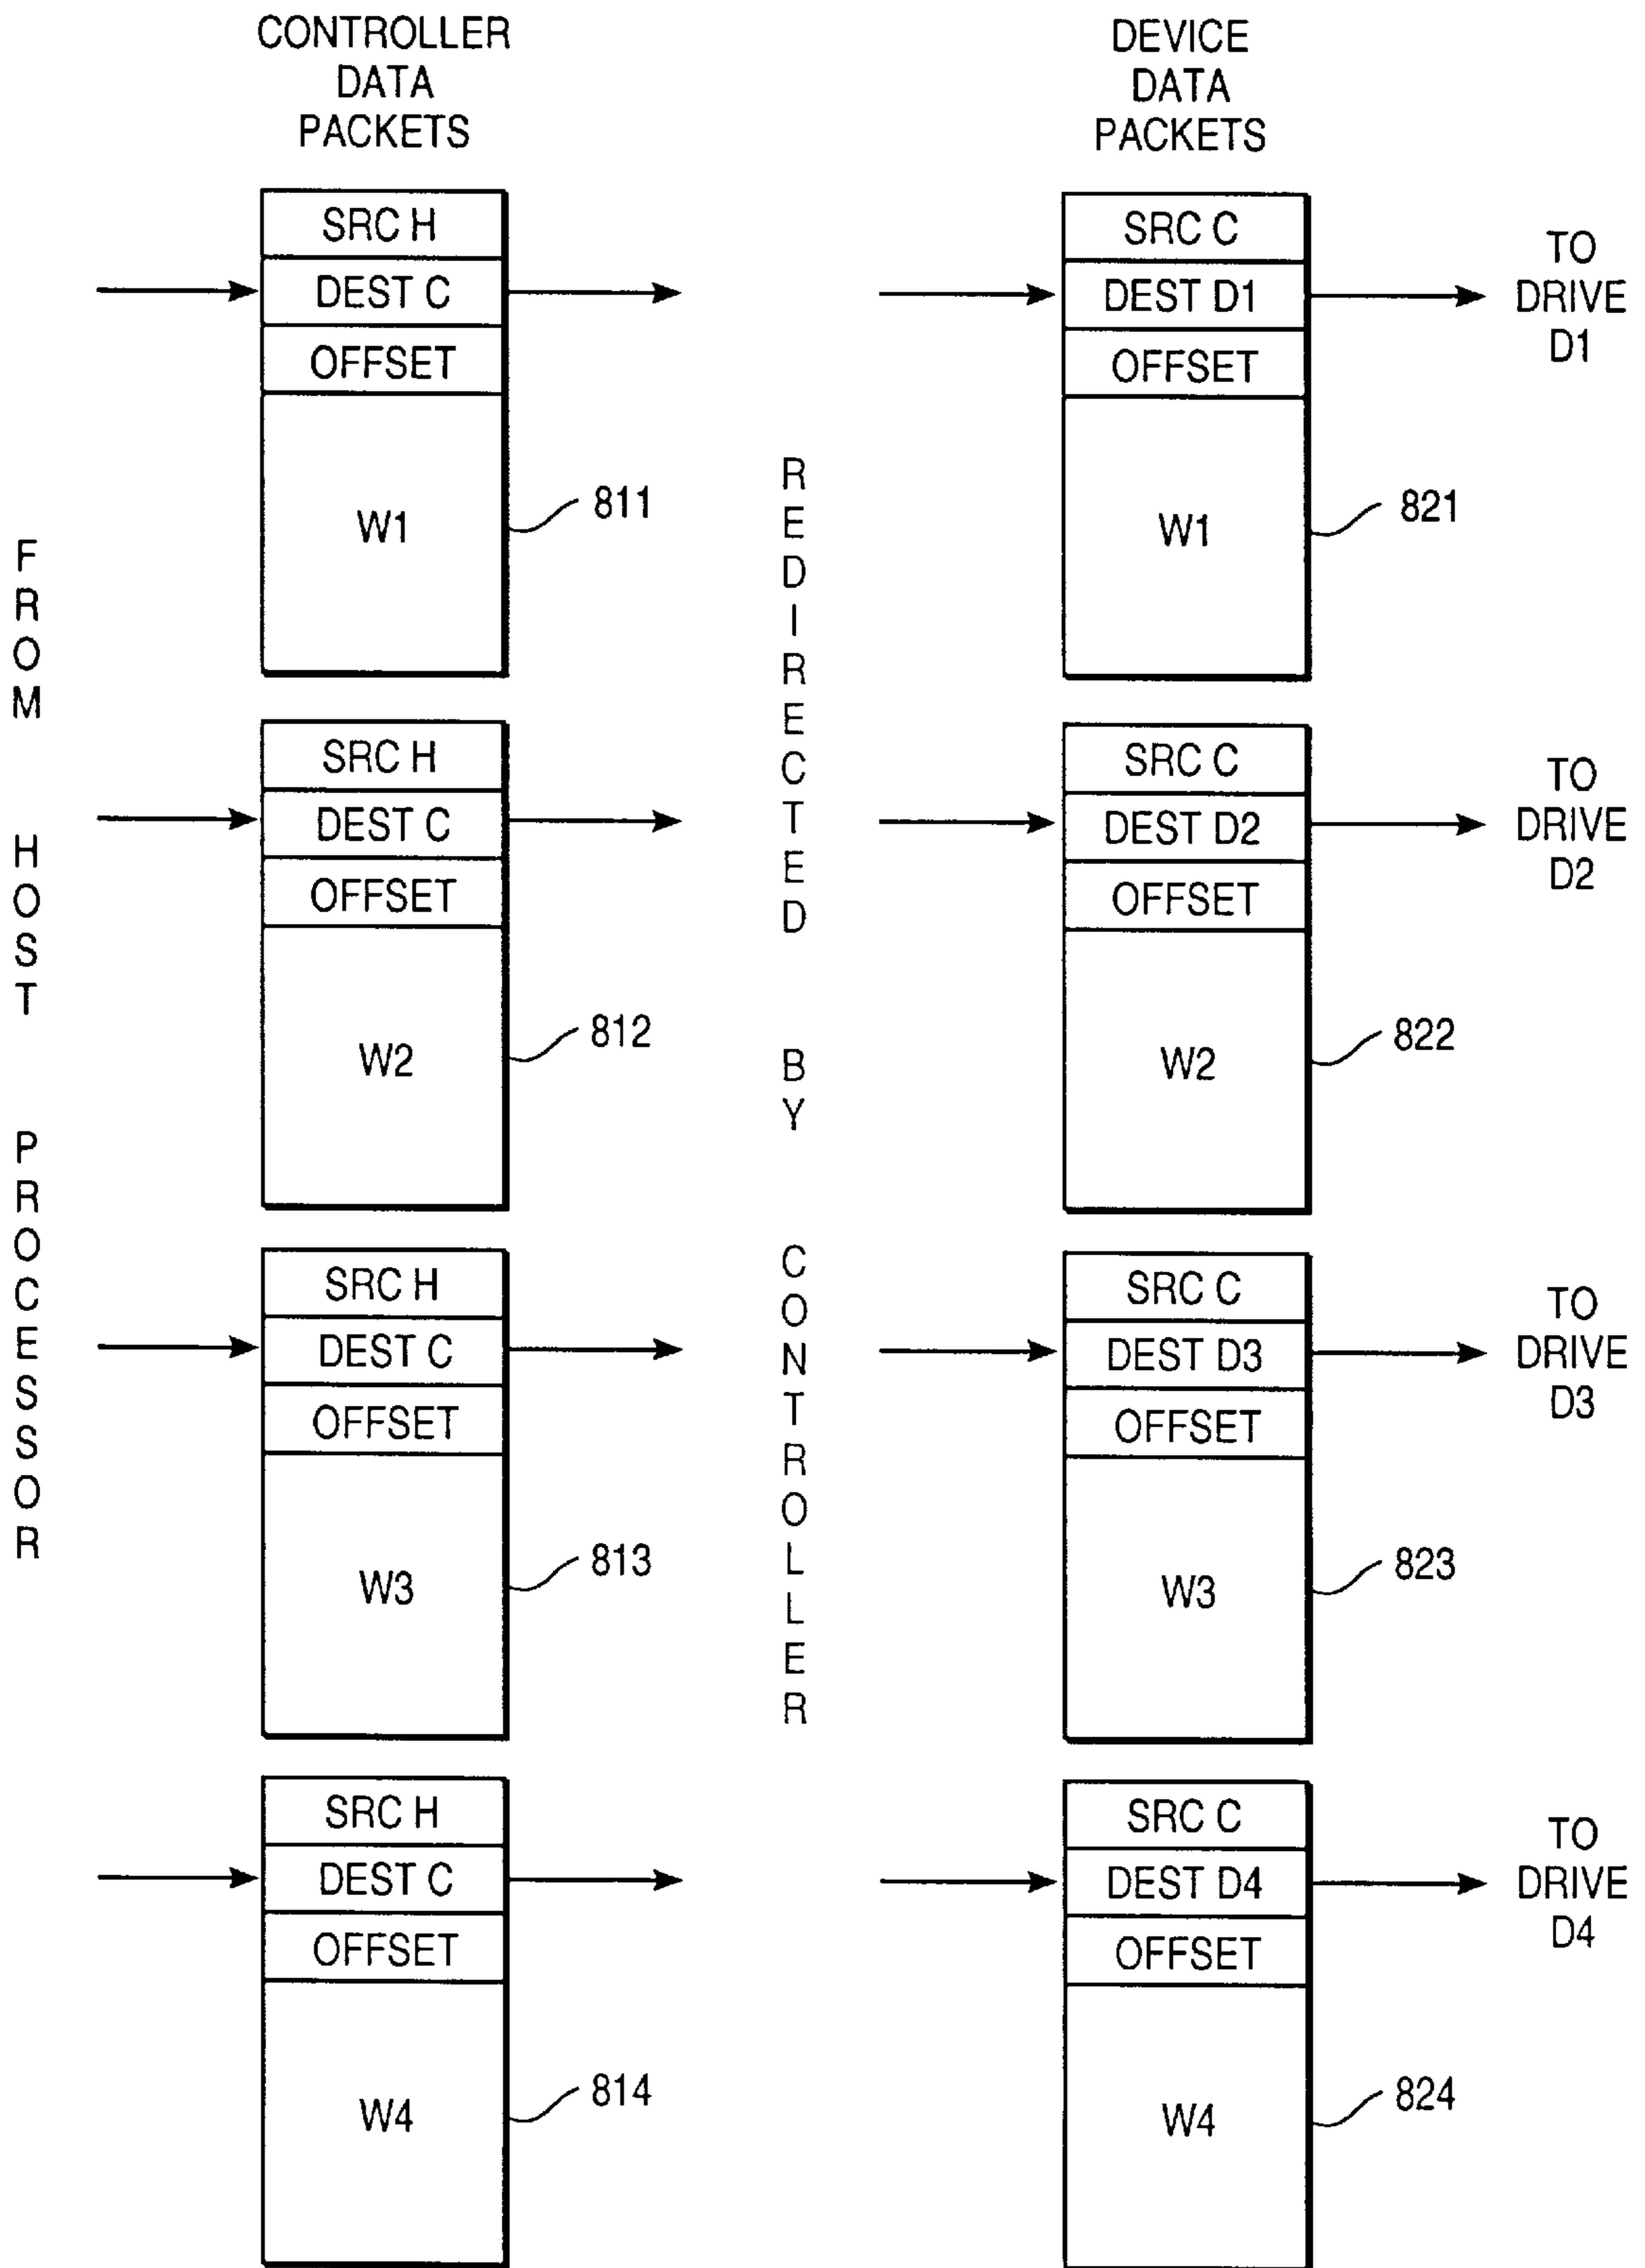 CONTROLLER
DATA
PACKETS
DEVICE
DATA
PACKETS
FROM HOST PROCESSOR
REDIRECTED BY CONTROLLER
SRC H
DEST C
OFFSET
W1
811
SRC C
DEST D1
OFFSET
W1
821
TO
DRIVE
D1
SRC H
DEST C
OFFSET
W2
812
SRC C
DEST D2
OFFSET
W2
822
TO
DRIVE
D2
SRC H
DEST C
OFFSET
W3
813
SRC C
DEST D3
OFFSET
W3
823
TO
DRIVE
D3
SRC H
DEST C
OFFSET
W4
814
SRC C
DEST D4
OFFSET
W4
824
TO
DRIVE
D4